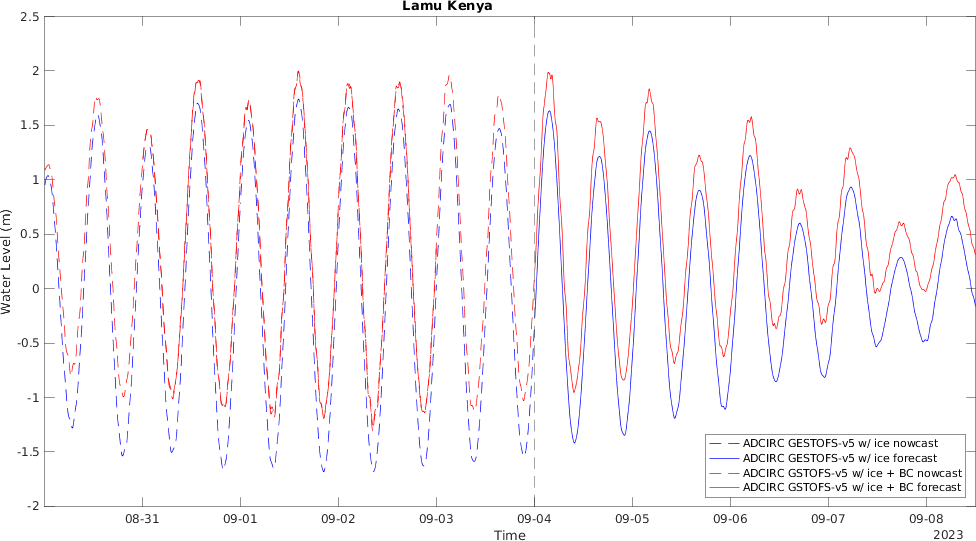 Lamu Kenya
2.5
2
1.5
1
0.5
0
-0.5
-1
-1.5
-2
Water Level (m)
08-31
09-01
09-02
09-03
09-04
09-05
09-06
09-07
09-08
Time
2023
ADCIRC GESTOFS-v5 w/ ice nowcast
ADCIRC GESTOFS-v5 w/ ice forecast
ADCIRC GSTOFS-v5 w/ ice + BC nowcast
ADCIRC GSTOFS-v5 w/ ice + BC forecast